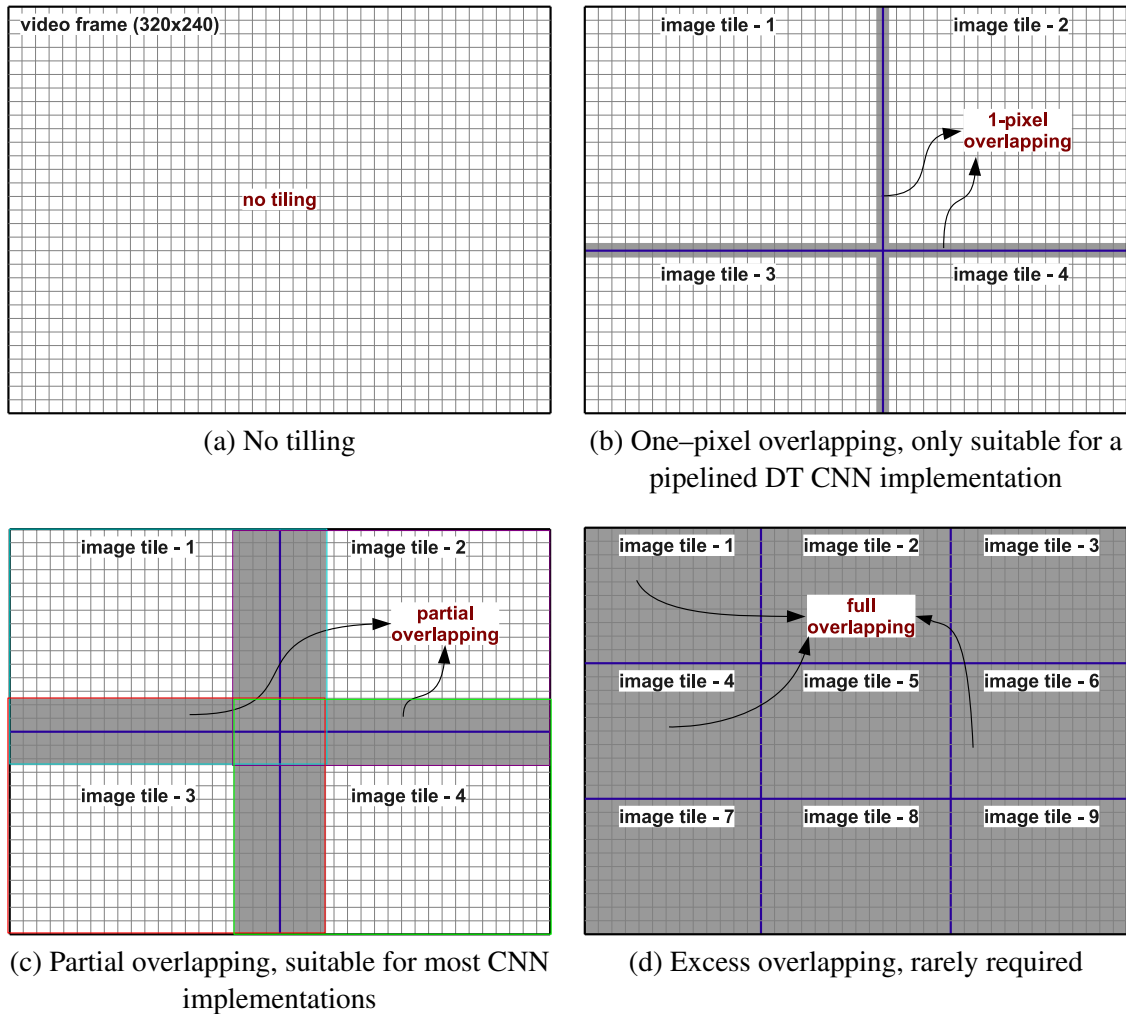 video frame (320x240)
no tiling
(a) No tilling
image tile - 1
image tile - 2
1-pixel
overlapping
image tile - 3
image tile - 4
(b) One–pixel overlapping, only suitable for a
pipelined DT CNN implementation
image tile - 1
image tile - 2
partial
overlapping
image tile - 3
image tile - 4
(c) Partial overlapping, suitable for most CNN
implementations
image tile - 1
image tile - 2
image tile - 3
full
overlapping
image tile - 4
image tile - 5
image tile - 6
image tile - 7
image tile - 8
image tile - 9
(d) Excess overlapping, rarely required